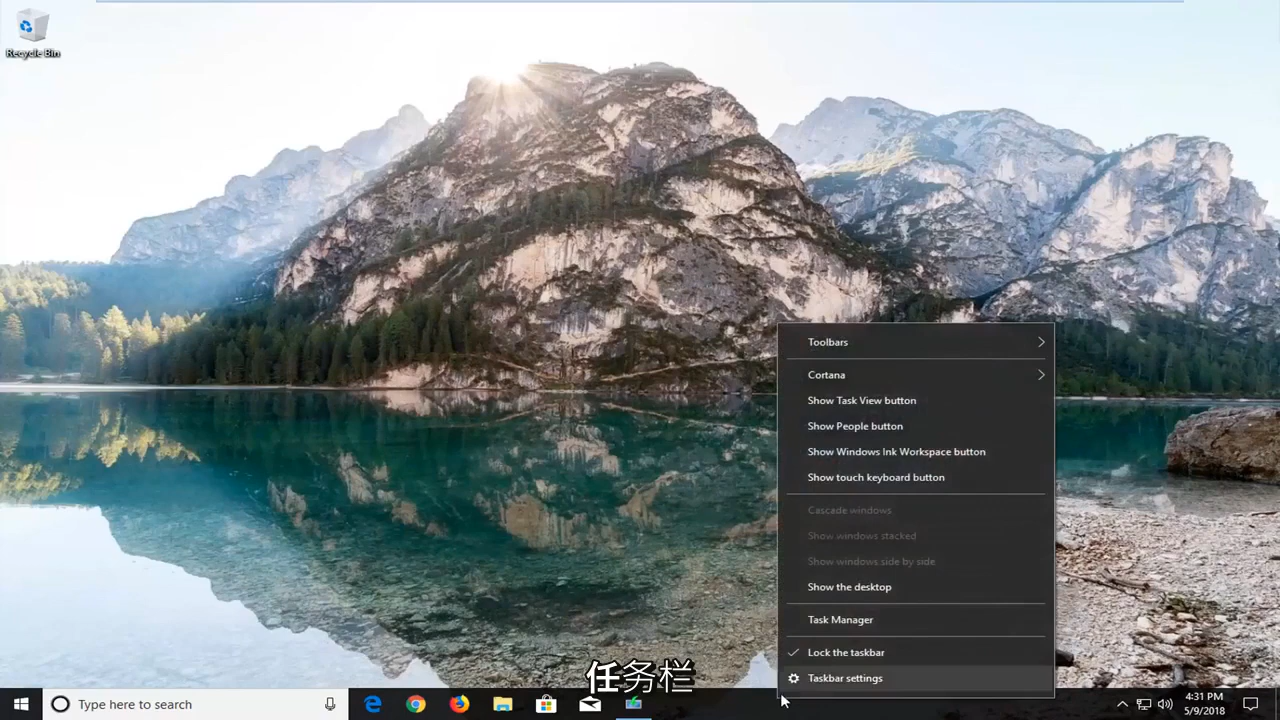 Recycle Bin
Toolbars
Cortana
Show Task View button
Show People button
Show Windows Ink Workspace button
Show touch keyboard button
Cascade windows
Show windows stacked
Show windows side by side
Show the desktop
Task Manager
Lock the taskbar
Taskbar settings
任务栏
Type here to search
4:31 PM
5/9/2018